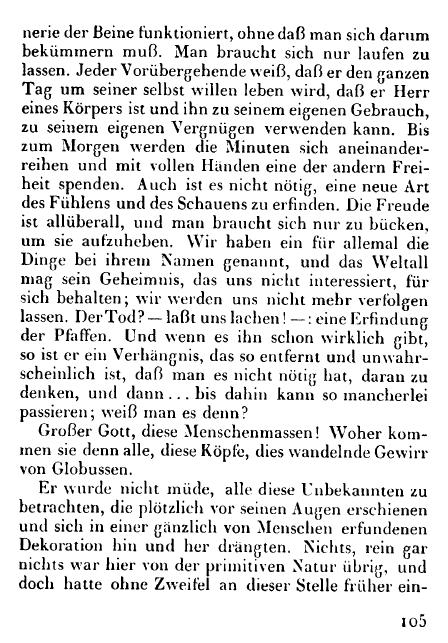 nerie der Beine funktioniert, ohne daß man sich darum
bekümmern muß. Man braucht sich nur laufen zu
lassen. Jeder Vorübergehende weiß, daß er den ganzen
Tag um seiner selbst willen leben wird, daß er Herr
eines Körpers ist und ihn zu seinem eigenen Gebrauch,
zu seinem eigenen Vergnügen verwenden kann. Bis
zum Morgen werden die Minuten sich aneinander-
reihen und mit vollen Händen eine der andern Frei-
heit spenden. Auch ist es nicht nötig, eine neue Art
des Fühlens und des Schauens zu erfinden. Die Freude
ist allüberall, und man braucht sich nur zu bücken,
um sie aufzuheben. Wir haben ein für allemal die
Dinge bei ihrem Namen genannt, und das Weltall
mag sein Geheimnis, das uns nicht interessiert, für
sich behalten; wir werden uns nicht mehr verfolgen
lassen. Der Tod? — laßt uns lachen! —: eine Erfindung
der Pfaffen. Und wenn es ihn schon wirklich gibt,
so ist er ein Verhängnis, das so entfernt und unwahr-
scheinlich ist, daß man es nicht nötig hat, daran zu
denken, und dann... bis dahin kann so mancherlei
passieren; weiß man es denn?
Großer Gott, diese Menschenmassen! Woher kom-
men sie denn alle, diese Köpfe, dies wandelnde Gewirr
von Globussen.
Er wurde nicht müde, alle diese Unbekannten zu
betrachten, die plötzlich vor seinen Augen erschienen
und sich in einer gänzlich von Menschen erfundenen
Dekoration hin und her drängten. Nichts, rein gar
nichts war hier von der primitiven Natur übrig, und
doch hatte ohne Zweifel an dieser Stelle früher ein-
105